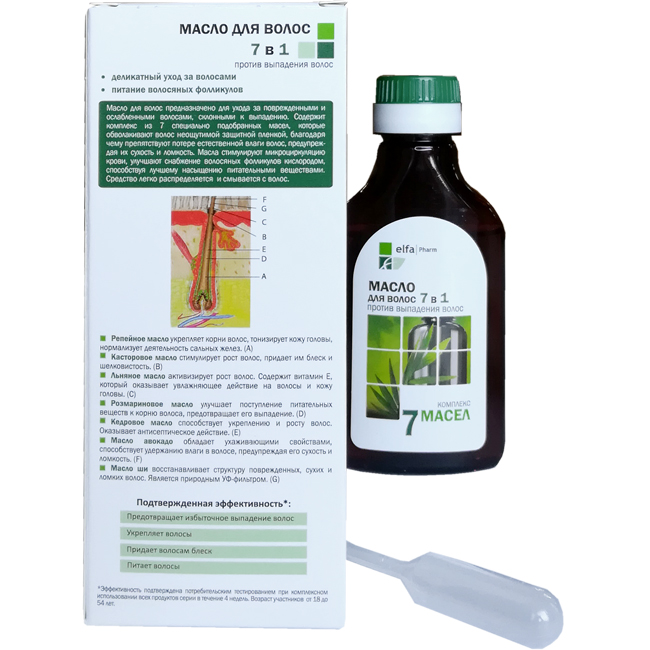 МАСЛО ДЛЯ ВОЛОС
7 в 1
против выпадения волос
• деликатный уход за волосами
• питание волосяных фолликулов
Масло для волос предназначено для ухода за поврежденными и
ослабленными волосами, склонными к выпадению. Содержит
комплекс из 7 специально подобранных масел, которые
обволакивают волос неощутимой защитной пленкой, благодаря
чему препятствуют потере естественной влаги волос, предупреж-
дая их сухость и ломкость. Масла стимулируют микроциркуляцию
крови, улучшают снабжение волосяных фолликулов кислородом,
способствуя лучшему насыщению питательными веществами.
Средство легко распределяется и смывается с волос.
F
G
C
B
E
D
A
Репейное масло укрепляет корни волос, тонизирует кожу головы,
нормализует деятельность сальных желез. (A)
Касторовое масло стимулирует рост волос, придает им блеск и
шелковистость. (B)
Льняное масло активизирует рост волос. Содержит витамин Е,
который оказывает увлажняющее действие на волосы и кожу
головы. (C)
Розмариновое масло улучшает поступление питательных
веществ к корню волоса, предотвращая его выпадение. (D)
Кедровое масло способствует укреплению и росту волос.
Оказывает антисептическое действие. (E)
Масло авокадо обладает ухаживающими свойствами,
способствует удержанию влаги в волосе, предупреждая его сухость и
ломкость. (F)
Масло ши восстанавливает структуру поврежденных, сухих и
ломких волос. Является природным УФ-фильтром. (G)
Подтвержденная эффективность*:
Предотвращает избыточное выпадение волос
Укрепляет волосы
Придает волосам блеск
Питает волосы
*Эффективность подтверждена потребительским тестированием при комплексном
использовании всех продуктов серии в течение 4 недель. Возраст участников от 18 до
54 лет.
elfa | Pharm
МАСЛО
для волос 7 в 1
против выпадения волос
КОМПЛЕКС
7 МАСЕЛ